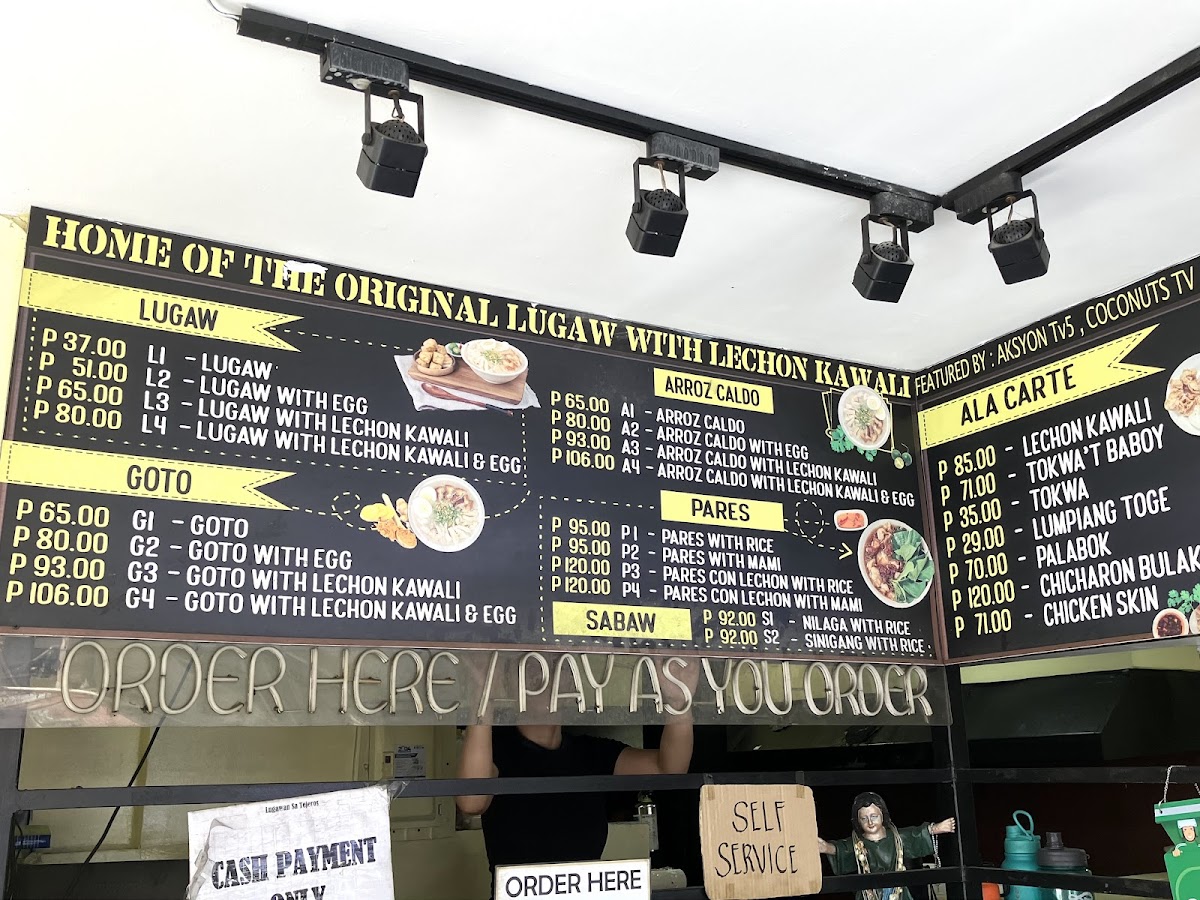 HOME OF THE ORIGINAL LUGAW WITH LECHON KAWALI
LUGAW
P 37.00 L1 - LUGAW
P 51.00 L2 - LUGAW WITH EGG
P 65.00 L3 - LUGAW WITH LECHON KAWALI
P 80.00 L4 - LUGAW WITH LECHON KAWALI & EGG
GOTO
P 65.00 G1 - GOTO
P 80.00 G2 - GOTO WITH EGG
P 93.00 G3 - GOTO WITH LECHON KAWALI
P 106.00 G4 - GOTO WITH LECHON KAWALI & EGG
ARROZ CALDO
P 65.00 A1 - ARROZ CALDO
P 80.00 A2 - ARROZ CALDO WITH EGG
P 93.00 A3 - ARROZ CALDO WITH LECHON KAWALI
P 106.00 A4 - ARROZ CALDO WITH LECHON KAWALI & EGG
PARES
P 95.00 P1 - PARES WITH RICE
P 95.00 P2 - PARES WITH MAMI
P 120.00 P3 - PARES CON LECHON WITH RICE
P 120.00 P4 - PARES CON LECHON WITH MAMI
SABAW
P 92.00 S1 - NILAGA WITH RICE
P 92.00 S2 - SINIGANG WITH RICE
FEATURED BY : AKSYON Tv5 , COCONUTS TV
ALA CARTE
P 85.00 - LECHON KAWALI
P 71.00 - TOKWA'T BABOY
P 35.00 - TOKWA
P 29.00 - LUMPIANG TOGE
P 70.00 - PALABOK
P 120.00 - CHICHARON BULAK
P 71.00 - CHICKEN SKIN
ORDER HERE / PAY AS YOU ORDER
Lugawan Sa Tejeros
CASH PAYMENT
ONLY
ORDER HERE
SELF
SERVICE